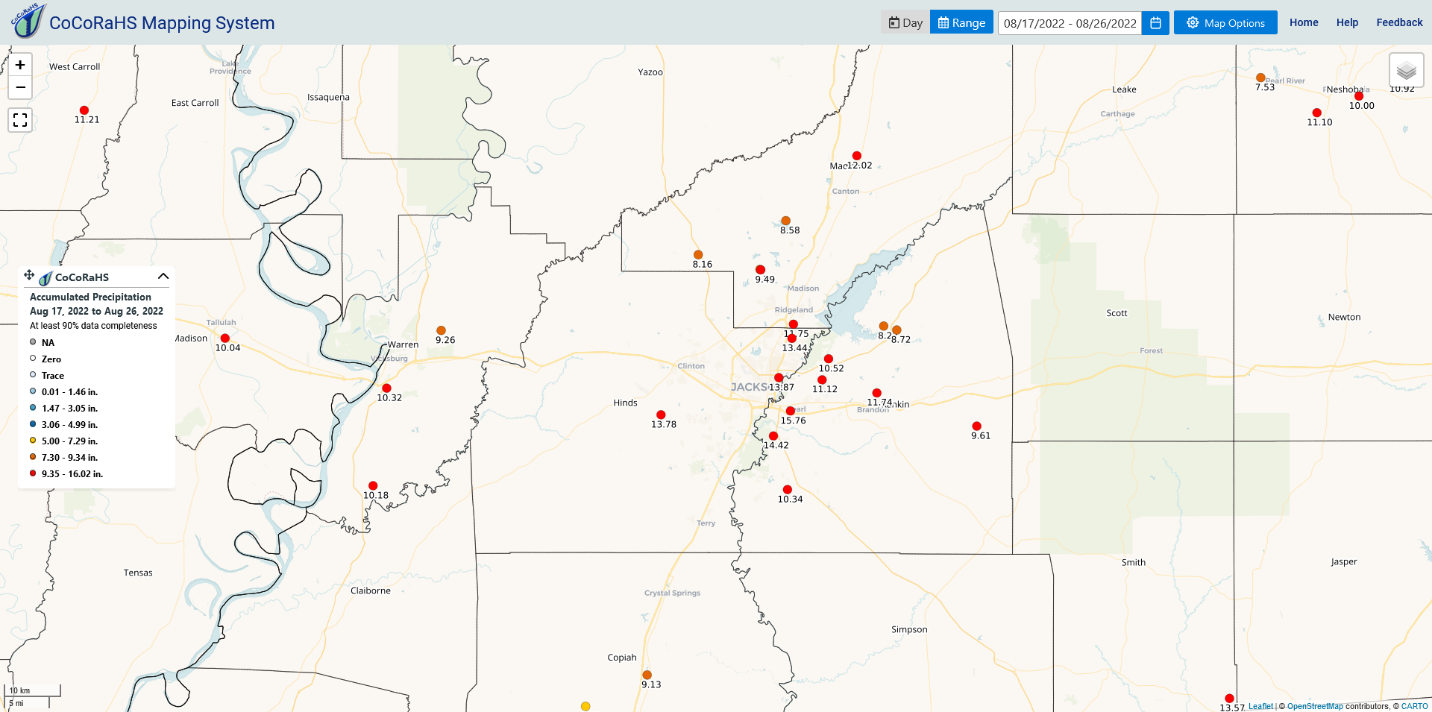 CoCoRaHS
CoCoRaHS Mapping System
Day
Range
08/17/2022 - 08/26/2022
Map Options
Home
Help
Feedback
+
−
West Carroll
Lake
Providence
East Carroll
Issaquena
Yazoo
Leake
Carthage
Pearl River
7.53
Neshoba
10.92
10.00
11.10
11.21
12.02
Canton
8.58
8.16
9.49
Madison
Ridgeland
11.75
13.44
8.72
10.52
11.12
Scott
Newton
Forest
CoCoRaHS
Accumulated Precipitation
Aug 17, 2022 to Aug 26, 2022
At least 90% data completeness
NA
Zero
Trace
0.01 - 1.46 in.
1.47 - 3.05 in.
3.06 - 4.99 in.
5.00 - 7.29 in.
7.30 - 9.34 in.
9.35 - 16.02 in.
Tallulah
Madison
10.04
Warren
Vicksburg
9.26
10.32
Clinton
13.87
11.74
Brandon
Hinds
13.78
15.76
14.42
9.61
10.18
10.34
Terry
Tensas
Claiborne
Crystal Springs
Smith
Jasper
Simpson
Copiah
9.13
13.57
10 km
5 mi
Leaflet | © OpenStreetMap contributors, © CARTO